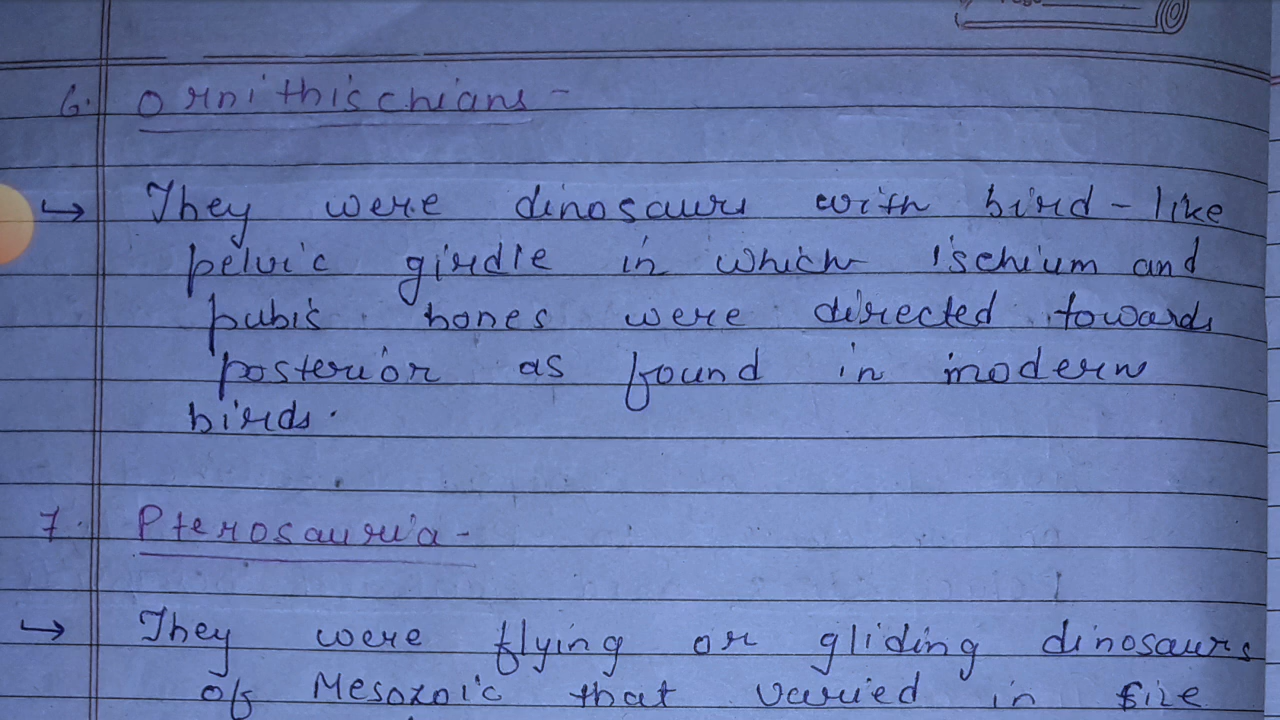 6. Ornithischians -
→ They were dinosaurs with bird-like
pelvic girdle in which Ischium and
pubis bones were directed towards
posterior as found in modern
birds.
7. Pterosauria -
→ They were flying or gliding dinosaurs
of Mesozoic that varied in size